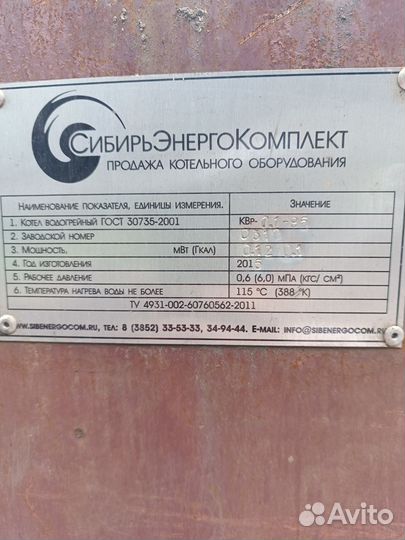 СибирьЭнергоКомплект
продажа котельного оборудования
Наименование показателя, единицы измерения. Значение
1. Котел водогрейный ГОСТ 30735-2001 КВр-
2. Заводской номер
3. Мощность, мВт (Гкал)
4. Год изготовления 2015
5. Рабочее давление 0,6 (6,0) мПа (кгс/ см²)
6. Температура нагрева воды не более 115 °С (388 °К)
TV 4931-002-60760562-2011
www.sibenergocom.ru, тел: 8 (3852) 33-53-33, 34-94-44. E-mail: info@sibenergocom.ru
Avito